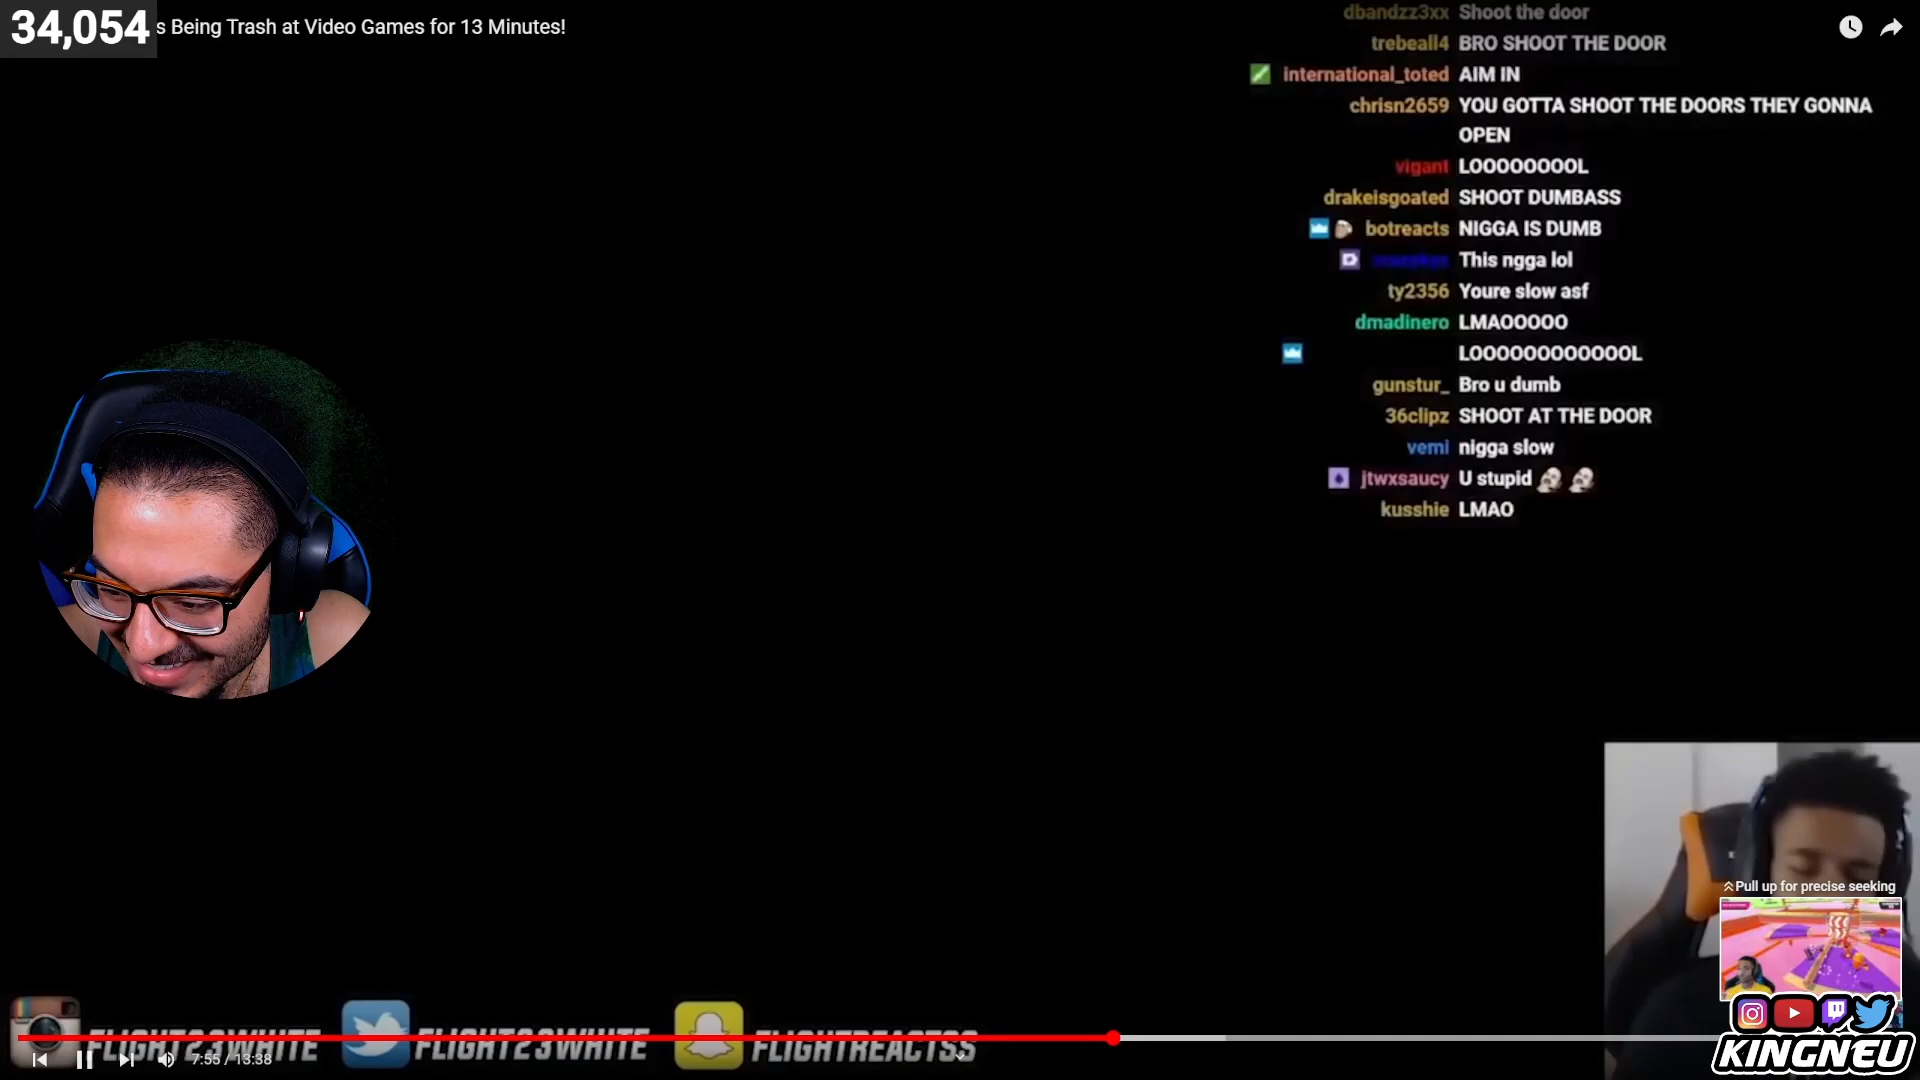 34,054
s Being Trash at Video Games for 13 Minutes!
dbandzz3xx Shoot the door
trebeall4 BRO SHOOT THE DOOR
international_toted AIM IN
chrisn2659 YOU GOTTA SHOOT THE DOORS THEY GONNA
OPEN
vigant LOOOOOOOOL
drakeisgoated SHOOT DUMBASS
botreacts NIGGA IS DUMB
This ngga lol
ty2356 Youre slow asf
dmadinero LMAOOOOO
LOOOOOOOOOOOOL
gunstur_ Bro u dumb
36clipz SHOOT AT THE DOOR
vemi nigga slow
jtwxsaucy U stupid
kusshie LMAO
Pull up for precise seeking
FLIGHT23WHITE
FLIGHT23WHITE
FLIGHTREACTSS
7:55 / 13:38
KINGNEU